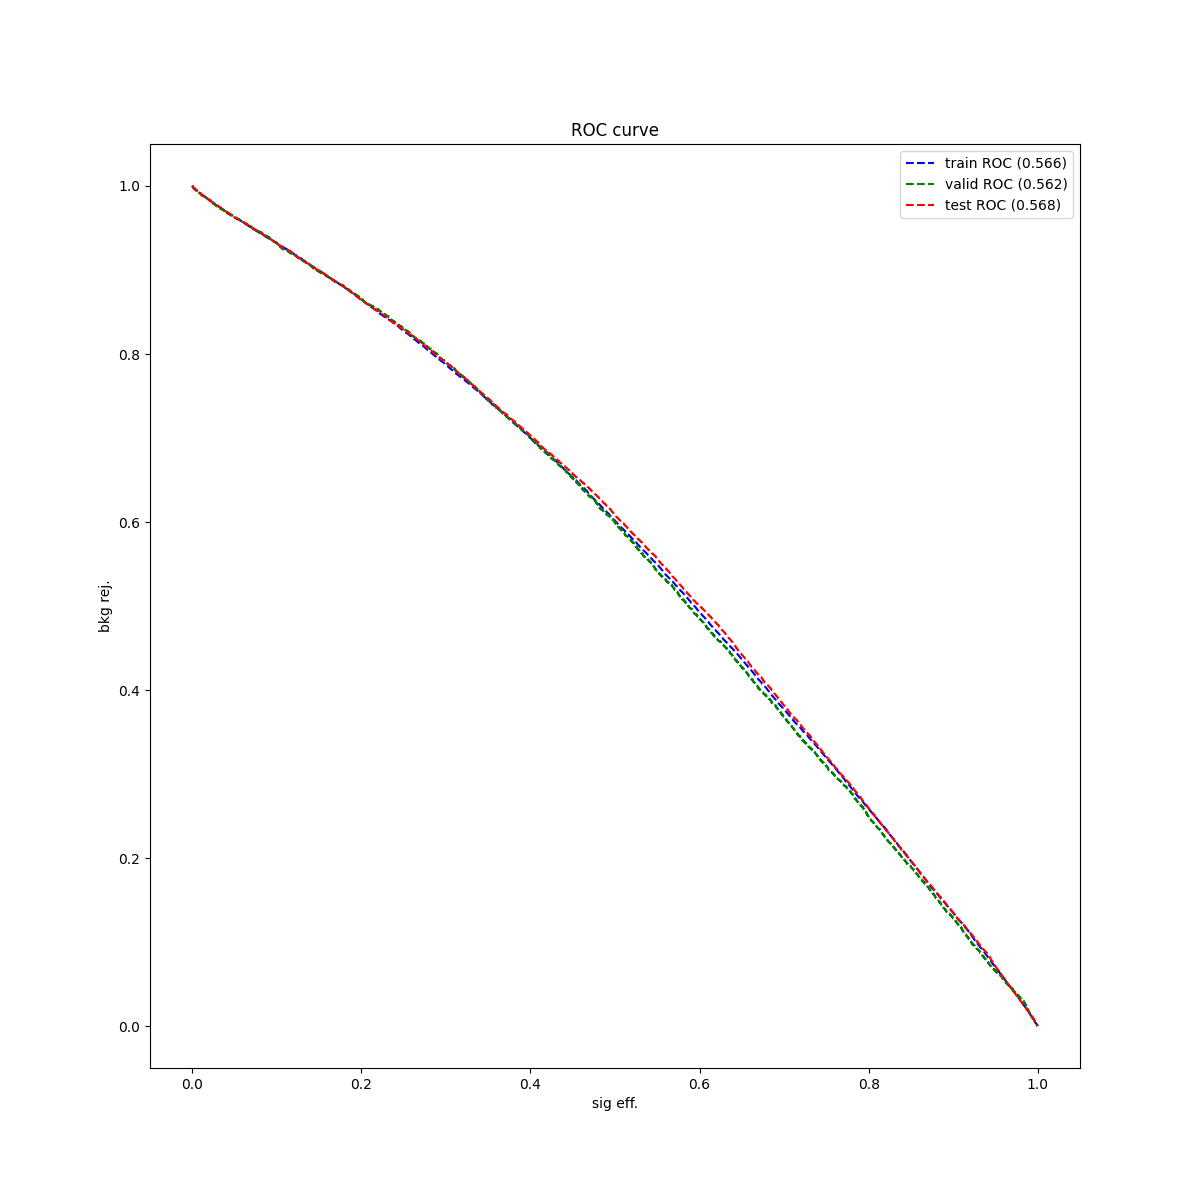 ROC curve
train ROC (0.566)
valid ROC (0.562)
test ROC (0.568)
1.0
0.8
0.6
0.4
0.2
0.0
bkg rej.
0.0 0.2 0.4 0.6 0.8 1.0
sig eff.